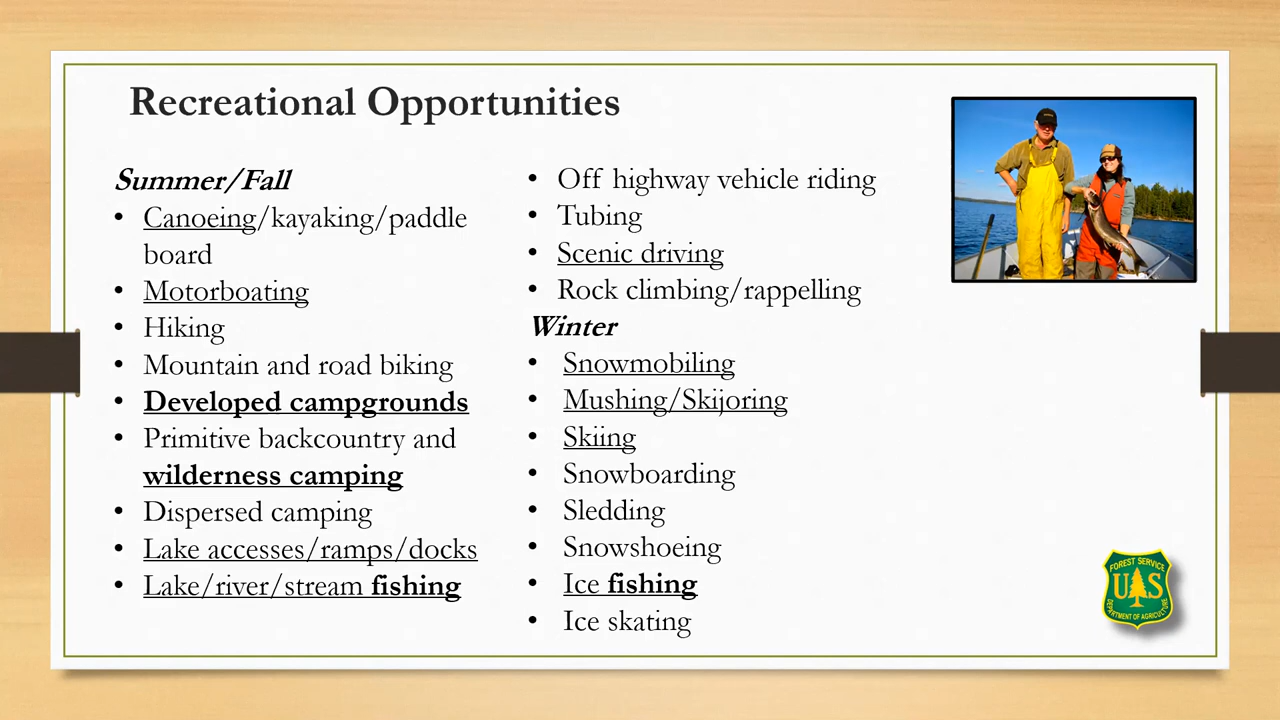 Recreational Opportunities
Summer/Fall
• Canoeing/kayaking/paddle
board
• Motorboating
• Hiking
• Mountain and road biking
• Developed campgrounds
• Primitive backcountry and
wilderness camping
• Dispersed camping
• Lake accesses/ramps/docks
• Lake/river/stream fishing
• Off highway vehicle riding
• Tubing
• Scenic driving
• Rock climbing/rappelling
Winter
• Snowmobiling
• Mushing/Skijoring
• Skiing
• Snowboarding
• Sledding
• Snowshoeing
• Ice fishing
• Ice skating
FOREST SERVICE
U S
DEPARTMENT OF AGRICULTURE